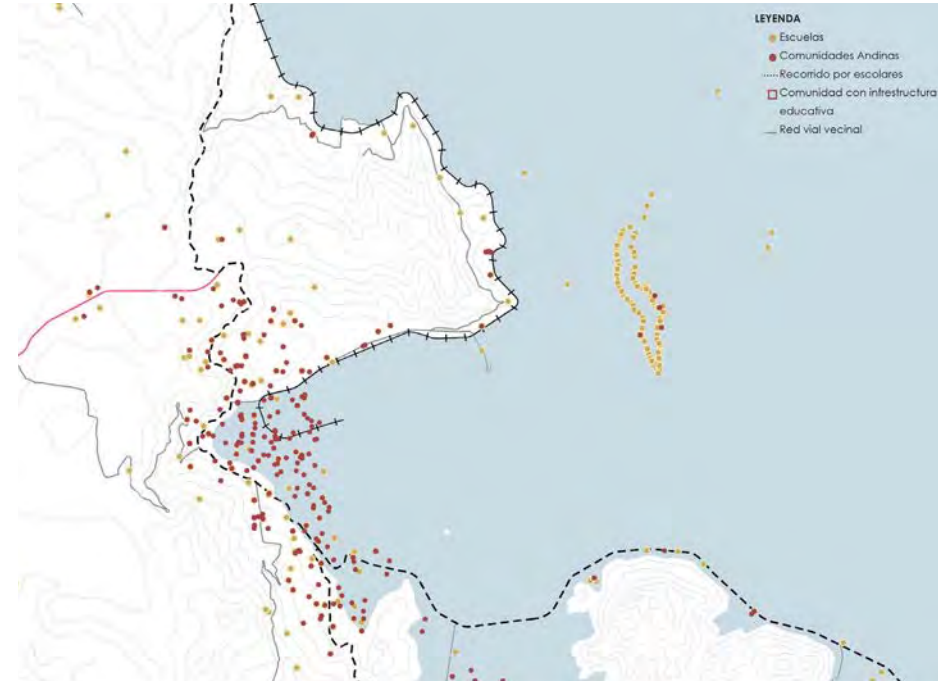 LEYENDA
Escuelas
Comunidades Andinas
Recorrido por escolares
Comunidad con infrestructura
educativa
Red vial vecinal